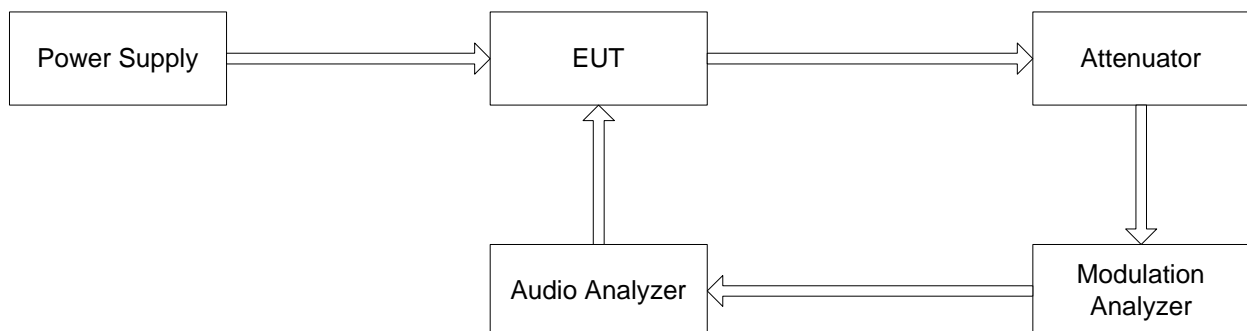 Power Supply
EUT
Attenuator
Audio Analyzer
Modulation
Analyzer